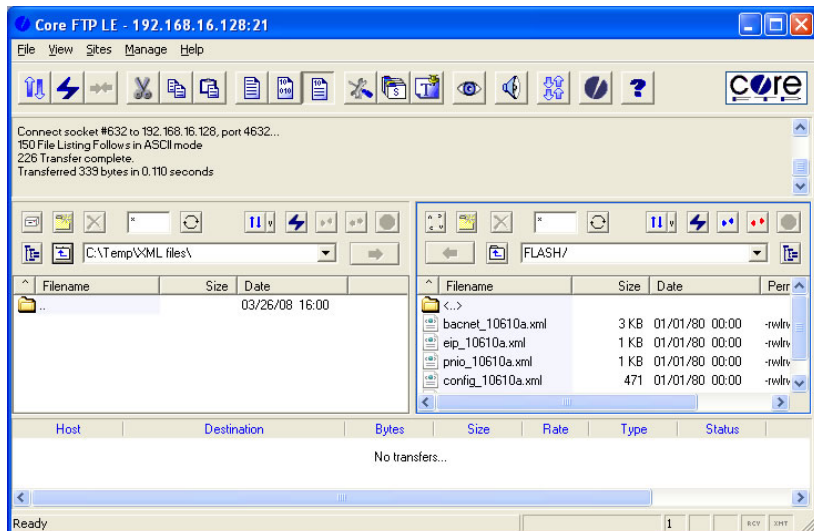 Core FTP LE - 192.168.16.128:21
File View Sites Manage Help
core
Connect socket #632 to 192.168.16.128, port 4632...
150 File Listing Follows in ASCII mode
226 Transfer complete.
Transferred 339 bytes in 0.110 seconds
C:\Temp\XML files\
FLASH/
^ Filename Size Date
.. 03/26/08 16:00
^ Filename Size Date Perr
<..>
bacnet_10610a.xml 3 KB 01/01/80 00:00 -rwlrv
eip_10610a.xml 1 KB 01/01/80 00:00 -rwlrv
pnio_10610a.xml 1 KB 01/01/80 00:00 -rwlrv
config_10610a.xml 471 01/01/80 00:00 -rwlrv
Host Destination Bytes Size Rate Type Status
No transfers...
Ready 1 RCV XMT